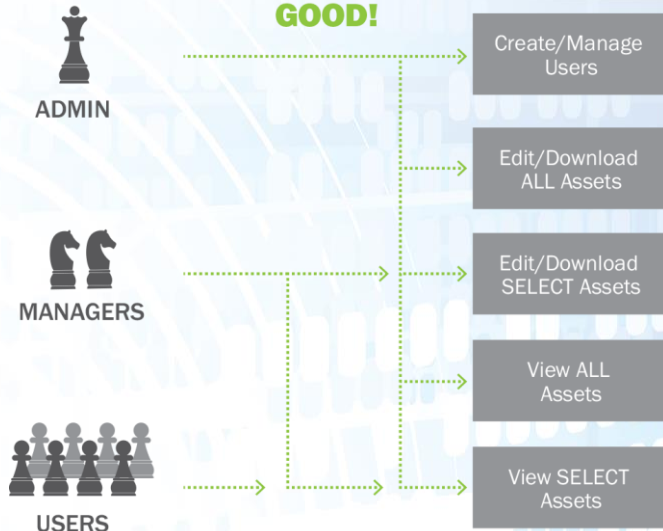 GOOD!
ADMIN
MANAGERS
USERS
Create/Manage
Users
Edit/Download
ALL Assets
Edit/Download
SELECT Assets
View ALL
Assets
View SELECT
Assets